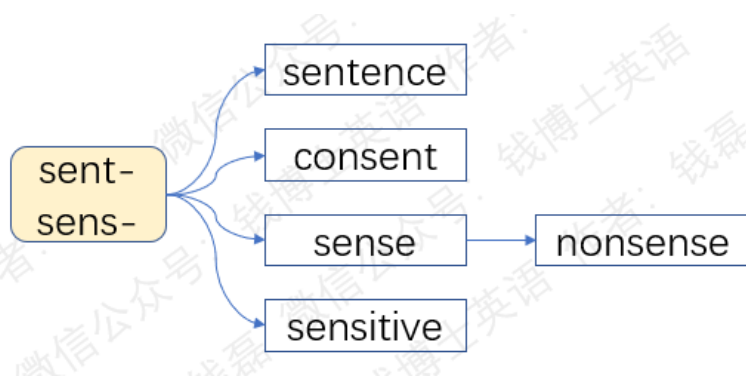 sent-
sens-
sentence
consent
sense
nonsense
sensitive
微信公众号: 钱博士英语 作者: 钱磊